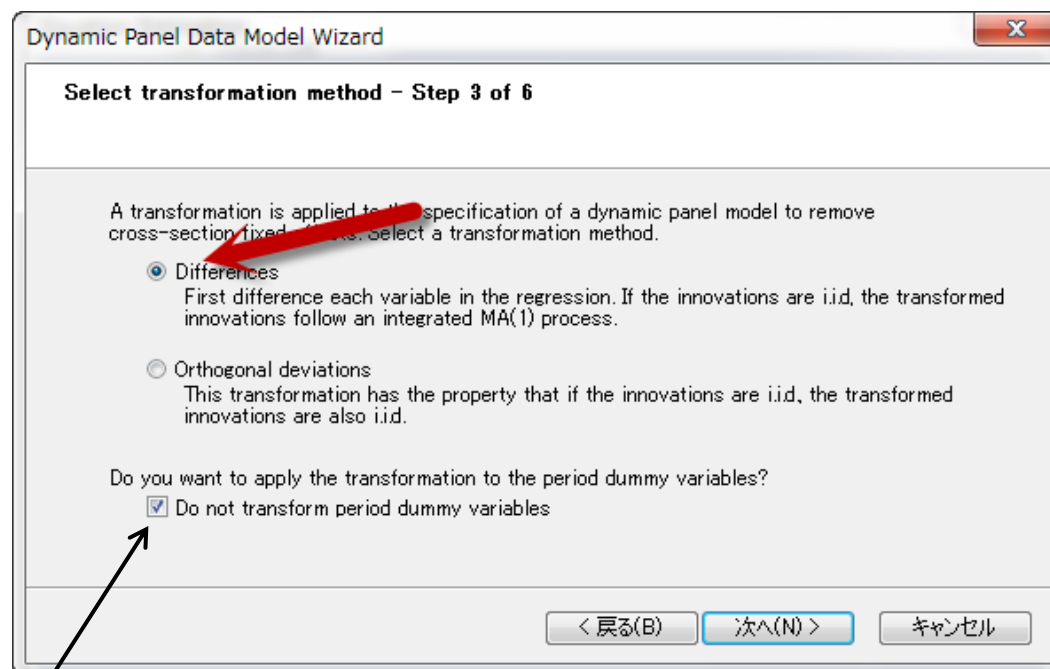 Dynamic Panel Data Model Wizard
Select transformation method - Step 3 of 6
A transformation is applied to specification of a dynamic panel model to remove
cross-section fixed Select a transformation method.
Differences
First difference each variable in the regression. If the innovations are i.i.d, the transformed
innovations follow an integrated MA(1) process.
Orthogonal deviations
This transformation has the property that if the innovations are i.i.d, the transformed
innovations are also i.i.d.
Do you want to apply the transformation to the period dummy variables?
Do not transform period dummy variables
< 戻る(B) 次へ(N) > キャンセル